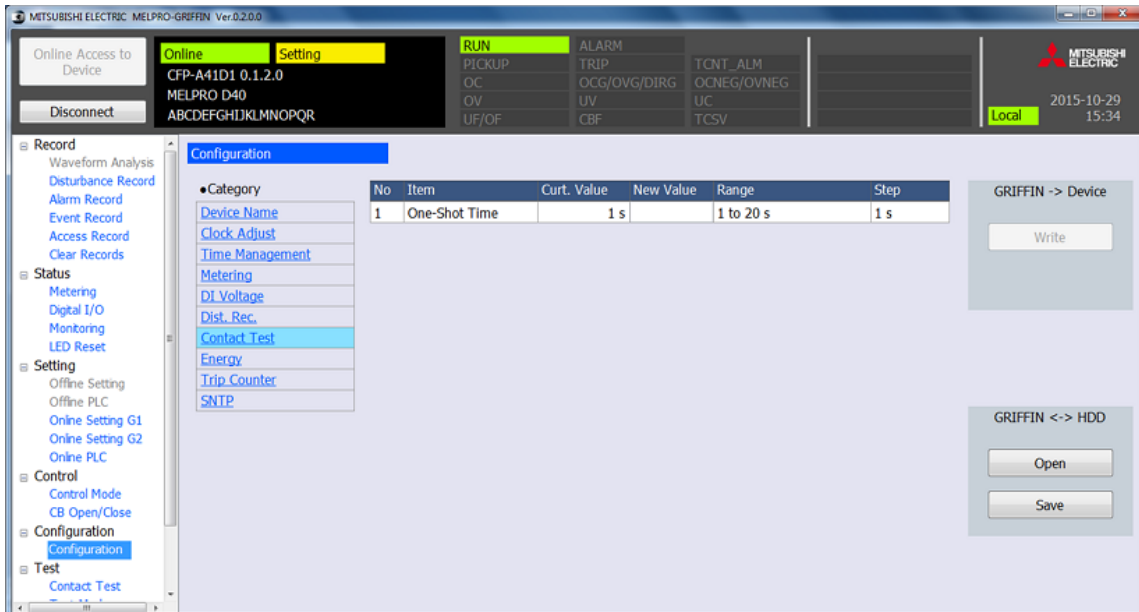 MITSUBISHI ELECTRIC MELPRO-GRIFFIN Ver.0.2.0.0
Online Access to
Device
Disconnect
Online Setting
CFP-A41D1 0.1.2.0
MELPRO D40
ABCDEFGHIJKLMNOPQR
RUN ALARM
PICKUP TRIP TCNT_ALM
OC OCG/OVG/DIRG OCNEG/OVNEG
OV UV UC
UF/OF CBF TCSV
MITSUBISHI
ELECTRIC
2015-10-29
Local 15:34
Record
Waveform Analysis
Disturbance Record
Alarm Record
Event Record
Access Record
Clear Records
Status
Metering
Digital I/O
Monitoring
LED Reset
Setting
Offline Setting
Offline PLC
Online Setting G1
Online Setting G2
Online PLC
Control
Control Mode
CB Open/Close
Configuration
Configuration
Test
Contact Test
Configuration
●Category
Device Name
Clock Adjust
Time Management
Metering
DI Voltage
Dist. Rec.
Contact Test
Energy
Trip Counter
SNTP
No Item Curt. Value New Value Range Step
1 One-Shot Time 1 s 1 to 20 s 1 s
GRIFFIN -> Device
Write
GRIFFIN <-> HDD
Open
Save